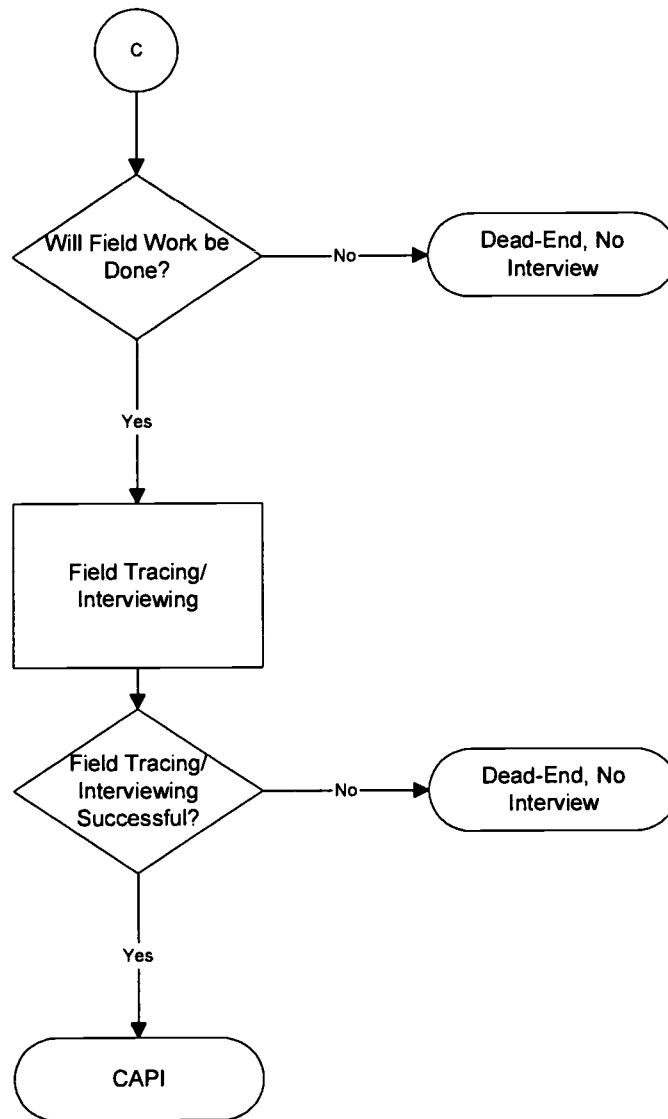 C
Will Field Work be
Done?
No
Dead-End, No
Interview
Yes
Field Tracing/
Interviewing
Field Tracing/
Interviewing
Successful?
No
Dead-End, No
Interview
Yes
CAPI